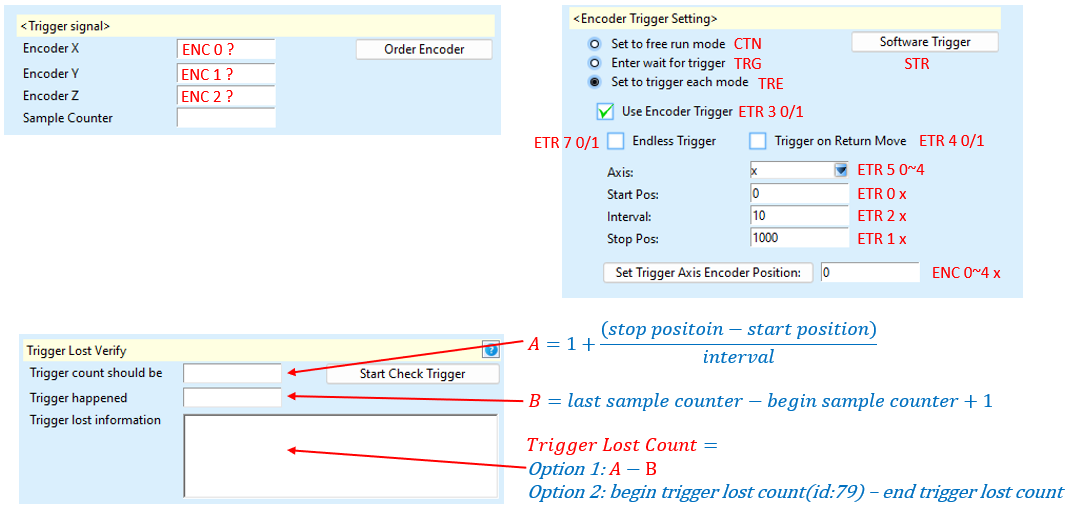 <Trigger signal>
Encoder X ENC 0 ? Order Encoder
Encoder Y ENC 1 ?
Encoder Z ENC 2 ?
Sample Counter
<Encoder Trigger Setting>
Set to free run mode CTN Software Trigger
Enter wait for trigger TRG STR
Set to trigger each mode TRE
Use Encoder Trigger ETR 3 0/1
ETR 7 0/1 Endless Trigger Trigger on Return Move ETR 4 0/1
Axis: x ETR 5 0~4
Start Pos: 0 ETR 0 x
Interval: 10 ETR 2 x
Stop Pos: 1000 ETR 1 x
Set Trigger Axis Encoder Position: 0 ENC 0~4 x
Trigger Lost Verify ?
Trigger count should be Start Check Trigger
Trigger happened
Trigger lost information
A = 1 + (stop positoin − start position) / interval
B = last sample counter − begin sample counter + 1
Trigger Lost Count =
Option 1: A − B
Option 2: begin trigger lost count(id:79) – end trigger lost count